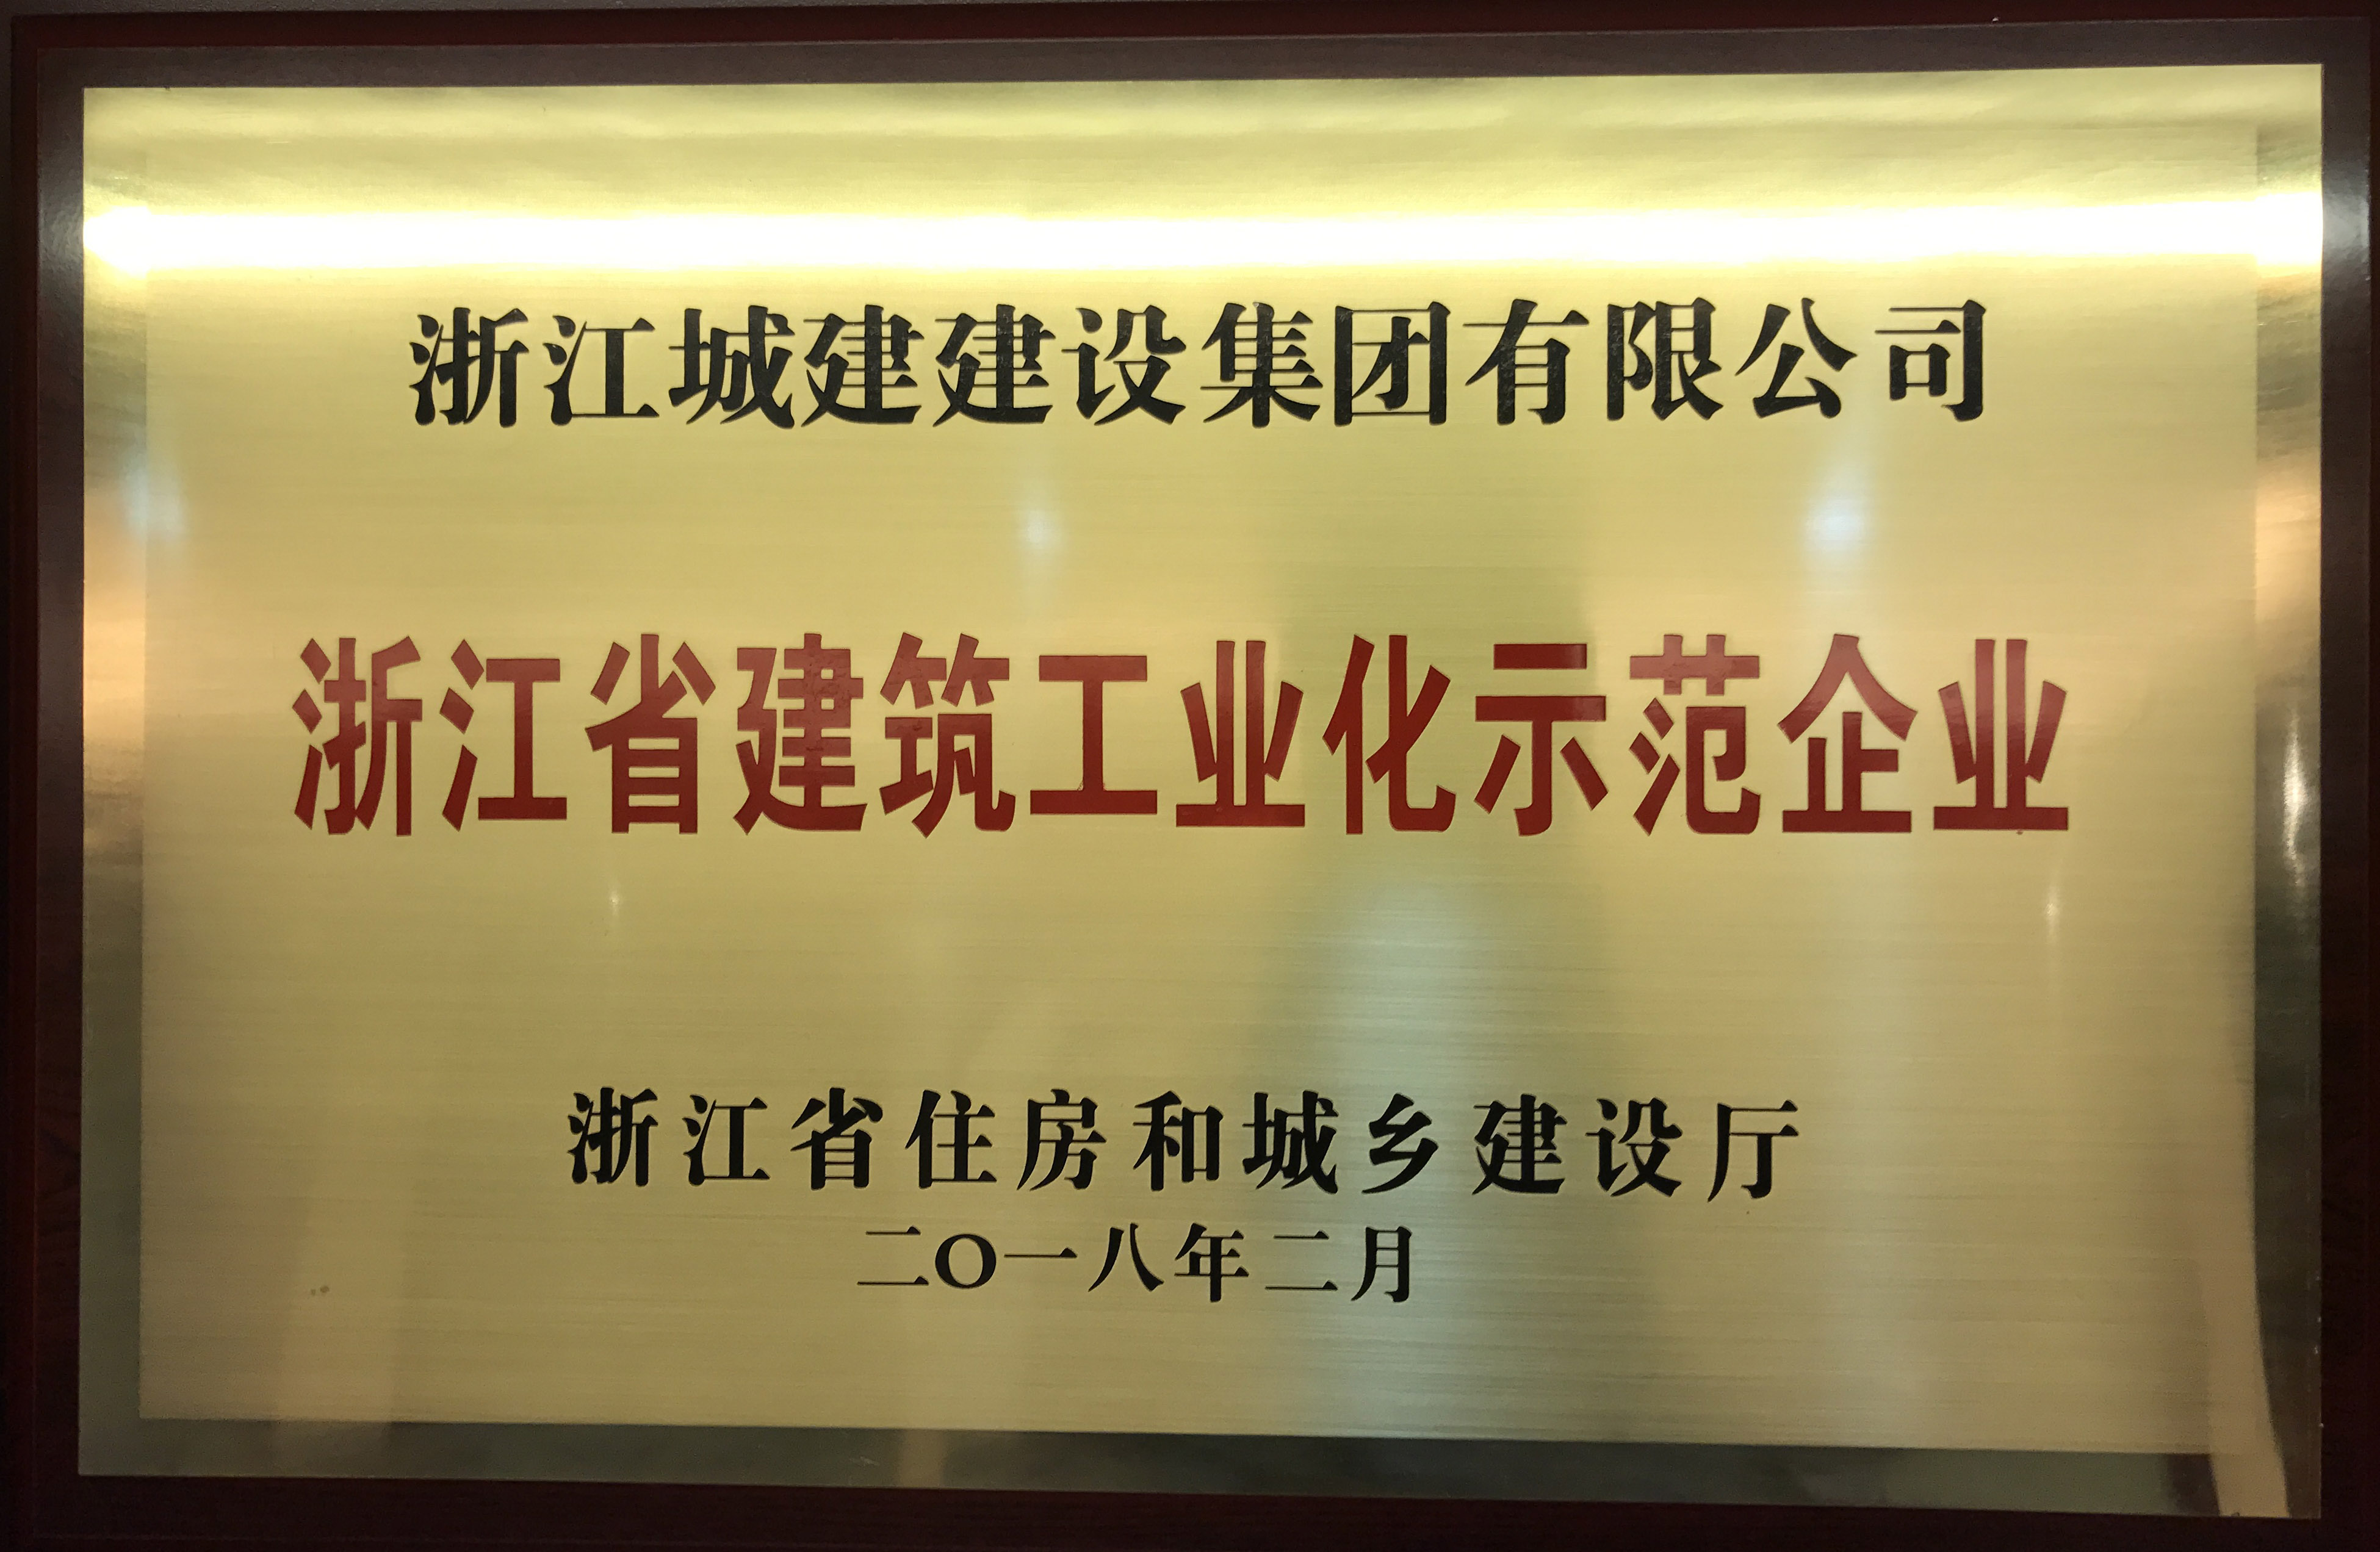 浙江城建建设集团有限公司
浙江省建筑工业化示范企业
浙江省住房和城乡建设厅
二〇一八年二月